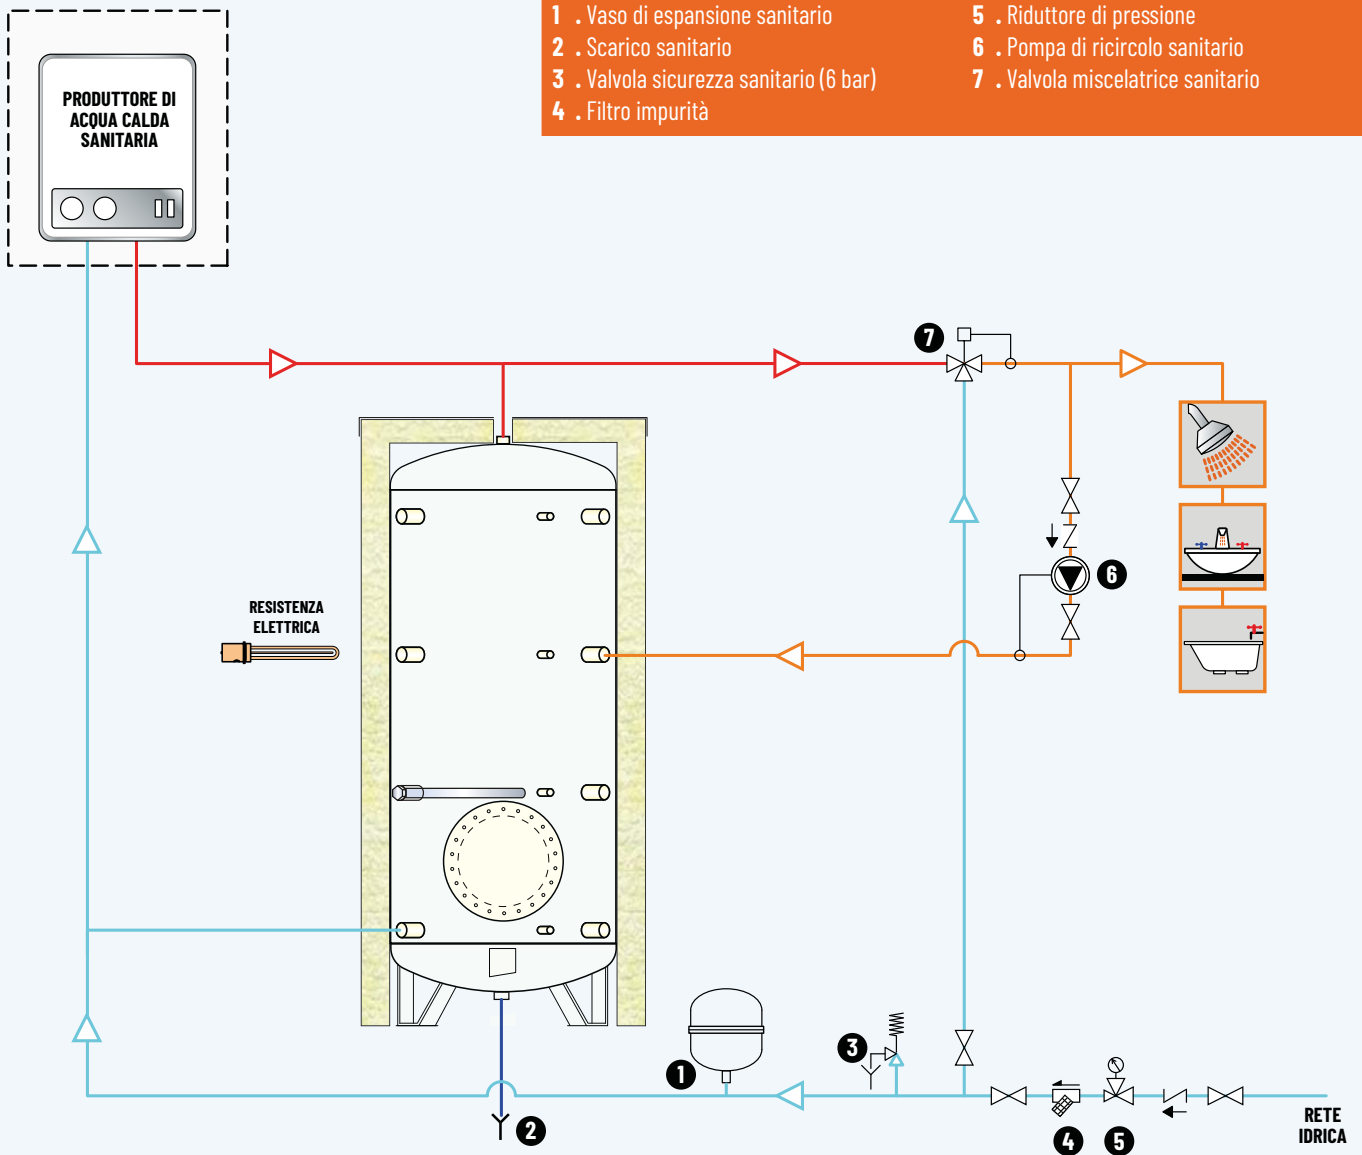 1 . Vaso di espansione sanitario
2 . Scarico sanitario
3 . Valvola sicurezza sanitario (6 bar)
4 . Filtro impurità
5 . Riduttore di pressione
6 . Pompa di ricircolo sanitario
7 . Valvola miscelatrice sanitario
PRODUTTORE DI
ACQUA CALDA
SANITARIA
7
6
RESISTENZA
ELETTRICA
3
1
2
4
5
RETE
IDRICA